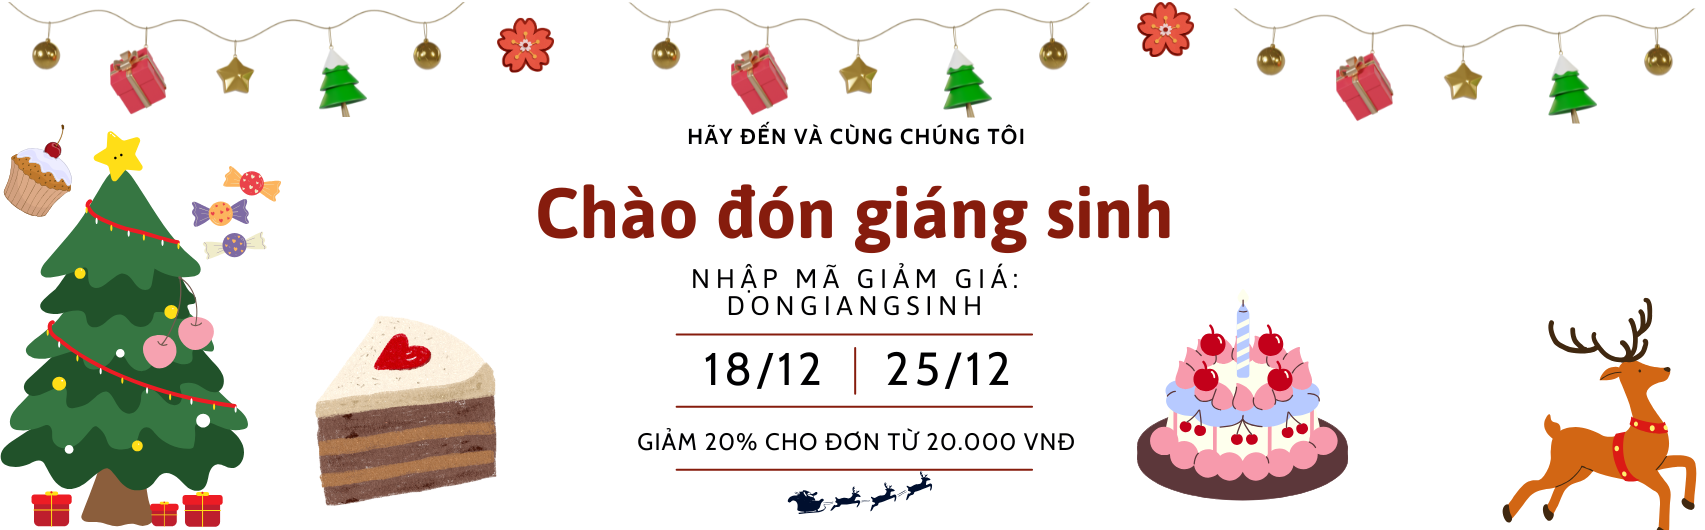 HÃY ĐẾN VÀ CÙNG CHÚNG TÔI
Chào đón giáng sinh
NHẬP MÃ GIẢM GIÁ:
DONGIANGSINH
18/12 | 25/12
GIẢM 20% CHO ĐƠN TỪ 20.000 VNĐ